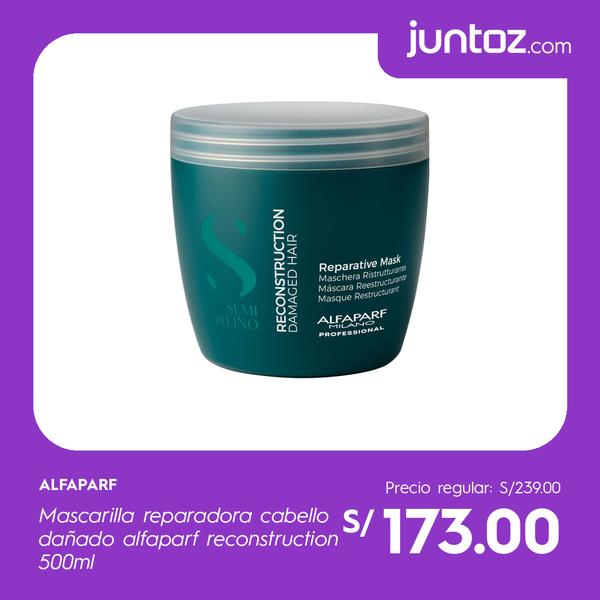 juntoz.com
SEMI
DI LINO
RECONSTRUCTION
DAMAGED HAIR
Reparative Mask
Maschera Ristrutturante
Máscara Reestructurante
Masque Restructurant
ALFAPARF
MILANO
PROFESSIONAL
ALFAPARF
Mascarilla reparadora cabello
dañado alfaparf reconstruction
500ml
Precio regular: S/239.00
S/173.00